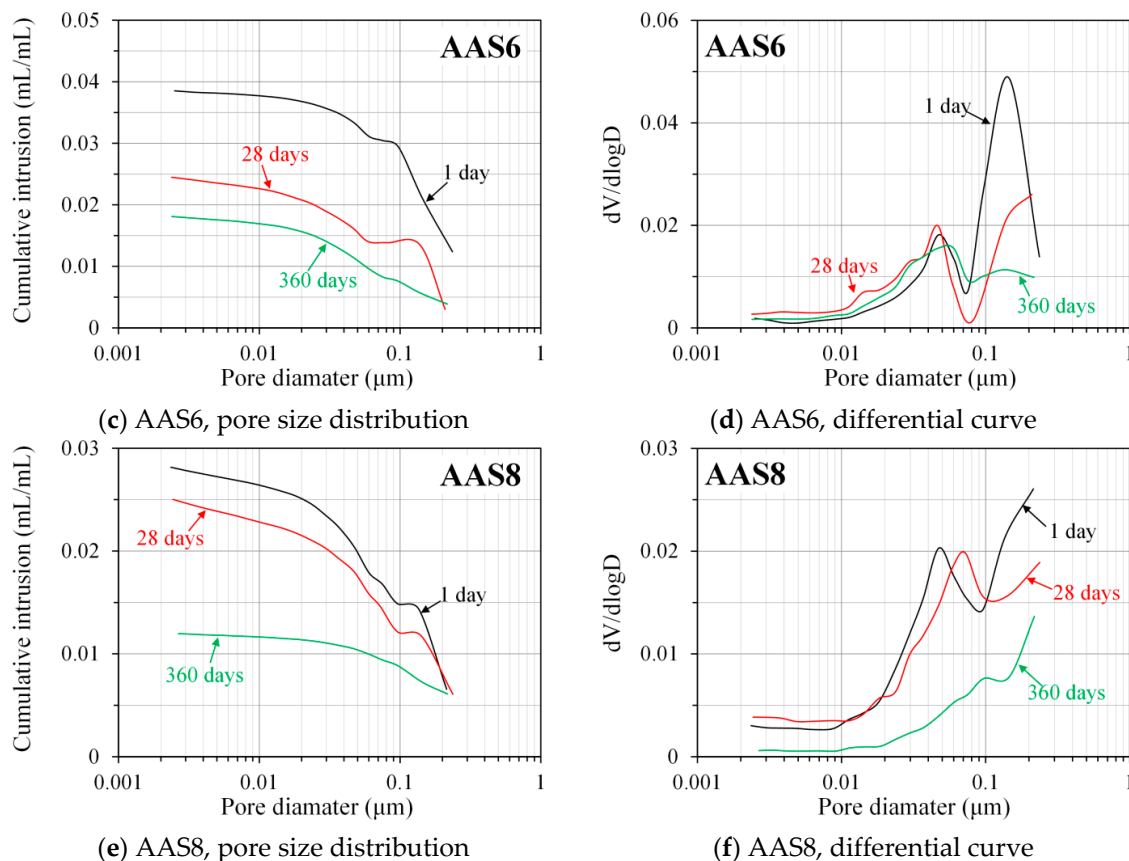 0.05
AAS6
0.04
0.03
0.02
0.01
0
1 day
28 days
360 days
Cumulative intrusion (mL/mL)
0.001 0.01 0.1 1
Pore diamater (μm)
(c) AAS6, pore size distribution
0.06
AAS6
0.04
0.02
0
1 day
28 days
360 days
dV/dlogD
0.001 0.01 0.1 1
Pore diamater (μm)
(d) AAS6, differential curve
0.03
AAS8
0.02
0.01
0
28 days
1 day
360 days
Cumulative intrusion (mL/mL)
0.001 0.01 0.1 1
Pore diamater (μm)
(e) AAS8, pore size distribution
0.03
AAS8
0.02
0.01
0
1 day
28 days
360 days
dV/dlogD
0.001 0.01 0.1 1
Pore diamater (μm)
(f) AAS8, differential curve